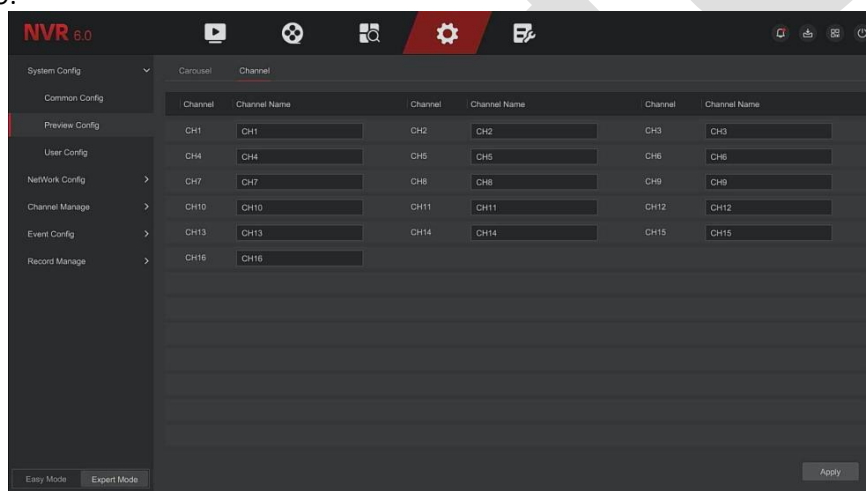 NVR 6.0
System Config
Common Config
Preview Config
User Config
NetWork Config
Channel Manage
Event Config
Record Manage
Easy Mode Expert Mode
Carousel Channel
Channel Channel Name Channel Channel Name Channel Channel Name
CH1 CH1 CH2 CH2 CH3 CH3
CH4 CH4 CH5 CH5 CH6 CH6
CH7 CH7 CH8 CH8 CH9 CH9
CH10 CH10 CH11 CH11 CH12 CH12
CH13 CH13 CH14 CH14 CH15 CH15
CH16 CH16
Apply